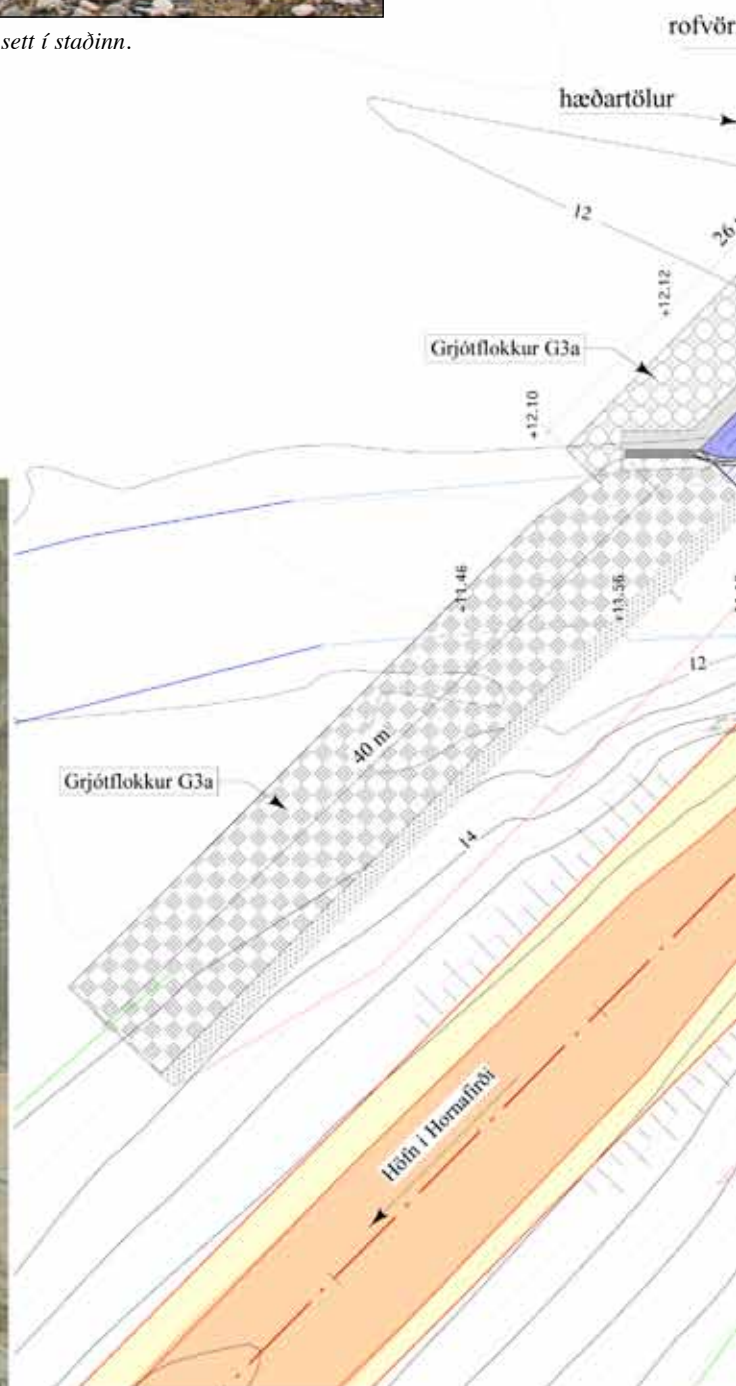 sett í staðinn.
rofvör
hæðartölur
12
26
+12.12
Grjótflokkur G3a
+12.10
+11.46
+11.56
12
40 m
Grjótflokkur G3a
14
Höfn í Hornafirði